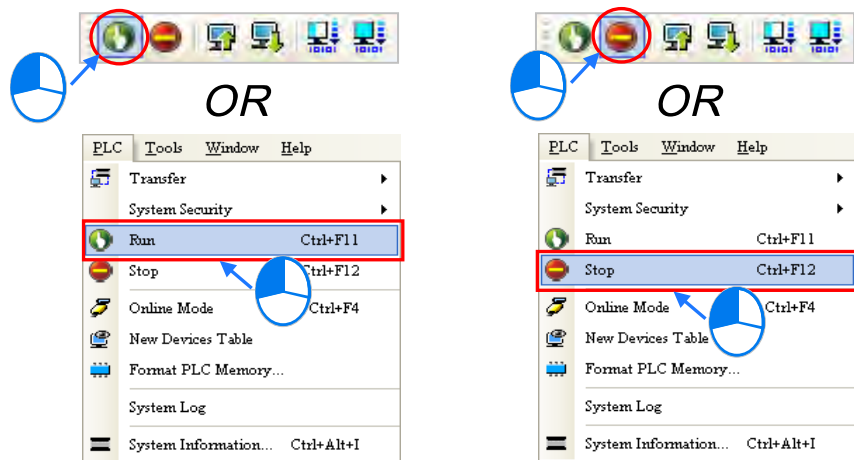 OR
PLC Tools Window Help
Transfer
System Security
Run Ctrl+F11
Stop Ctrl+F12
Online Mode Ctrl+F4
New Devices Table
Format PLC Memory...
System Log
System Information... Ctrl+Alt+I
OR
PLC Tools Window Help
Transfer
System Security
Run Ctrl+F11
Stop Ctrl+F12
Online Mode Ctrl+F4
New Devices Table
Format PLC Memory...
System Log
System Information... Ctrl+Alt+I